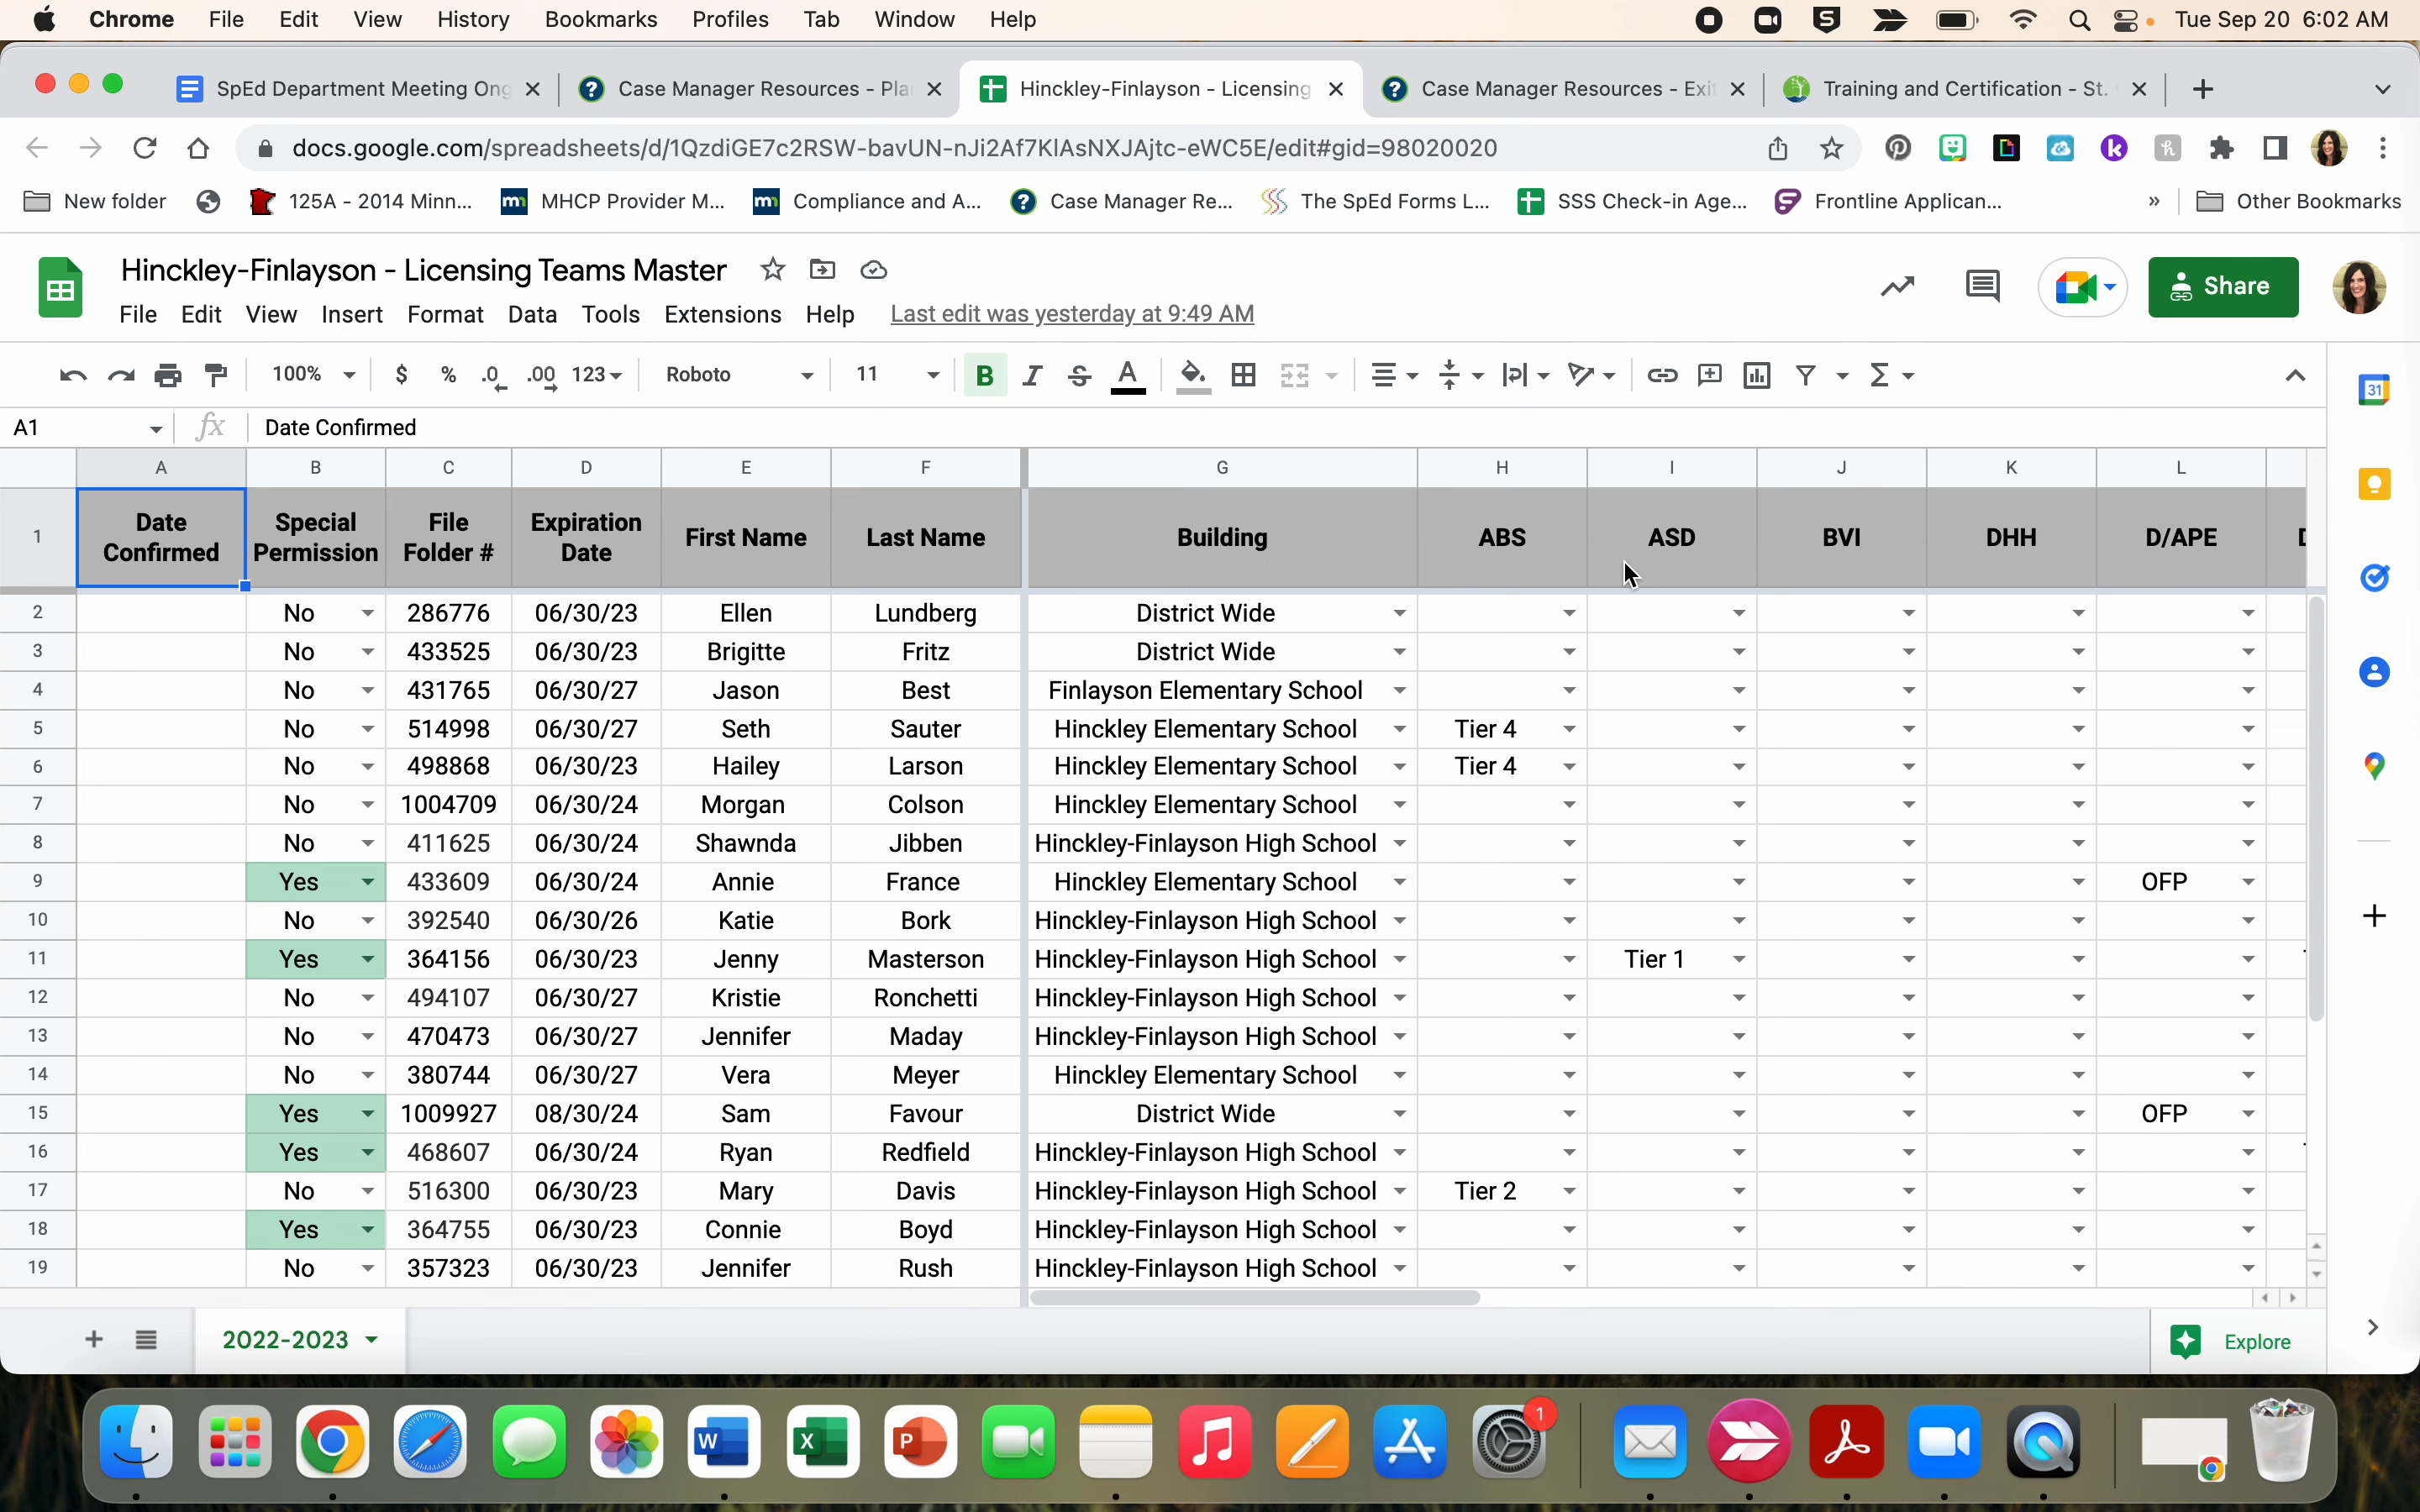 Chrome File Edit View History Bookmarks Profiles Tab Window Help Tue Sep 20 6:02 AM
SpEd Department Meeting Ong Case Manager Resources - Pla Hinckley-Finlayson - Licensing Case Manager Resources - Exi Training and Certification - St.
docs.google.com/spreadsheets/d/1QzdiGE7c2RSW-bavUN-nJi2Af7KlAsNXJAjtc-eWC5E/edit#gid=98020020
New folder 125A - 2014 Minn... MHCP Provider M... Compliance and A... Case Manager Re... The SpEd Forms L... SSS Check-in Age... Frontline Applican... » Other Bookmarks
Hinckley-Finlayson - Licensing Teams Master
Share
File Edit View Insert Format Data Tools Extensions Help Last edit was yesterday at 9:49 AM
100% $ % .0 .00 123 Roboto 11 B I S A Σ
31
A1 fx Date Confirmed
A B C D E F G H I J K L
1 Date Confirmed Special Permission File Folder # Expiration Date First Name Last Name Building ABS ASD BVI DHH D/APE
2 No 286776 06/30/23 Ellen Lundberg District Wide
3 No 433525 06/30/23 Brigitte Fritz District Wide
4 No 431765 06/30/27 Jason Best Finlayson Elementary School
5 No 514998 06/30/27 Seth Sauter Hinckley Elementary School Tier 4
6 No 498868 06/30/23 Hailey Larson Hinckley Elementary School Tier 4
7 No 1004709 06/30/24 Morgan Colson Hinckley Elementary School
8 No 411625 06/30/24 Shawnda Jibben Hinckley-Finlayson High School
9 Yes 433609 06/30/24 Annie France Hinckley Elementary School OFP
10 No 392540 06/30/26 Katie Bork Hinckley-Finlayson High School
11 Yes 364156 06/30/23 Jenny Masterson Hinckley-Finlayson High School Tier 1
12 No 494107 06/30/27 Kristie Ronchetti Hinckley-Finlayson High School
13 No 470473 06/30/27 Jennifer Maday Hinckley-Finlayson High School
14 No 380744 06/30/27 Vera Meyer Hinckley Elementary School
15 Yes 1009927 08/30/24 Sam Favour District Wide OFP
16 Yes 468607 06/30/24 Ryan Redfield Hinckley-Finlayson High School
17 No 516300 06/30/23 Mary Davis Hinckley-Finlayson High School Tier 2
18 Yes 364755 06/30/23 Connie Boyd Hinckley-Finlayson High School
19 No 357323 06/30/23 Jennifer Rush Hinckley-Finlayson High School
2022-2023 Explore
W X P 1